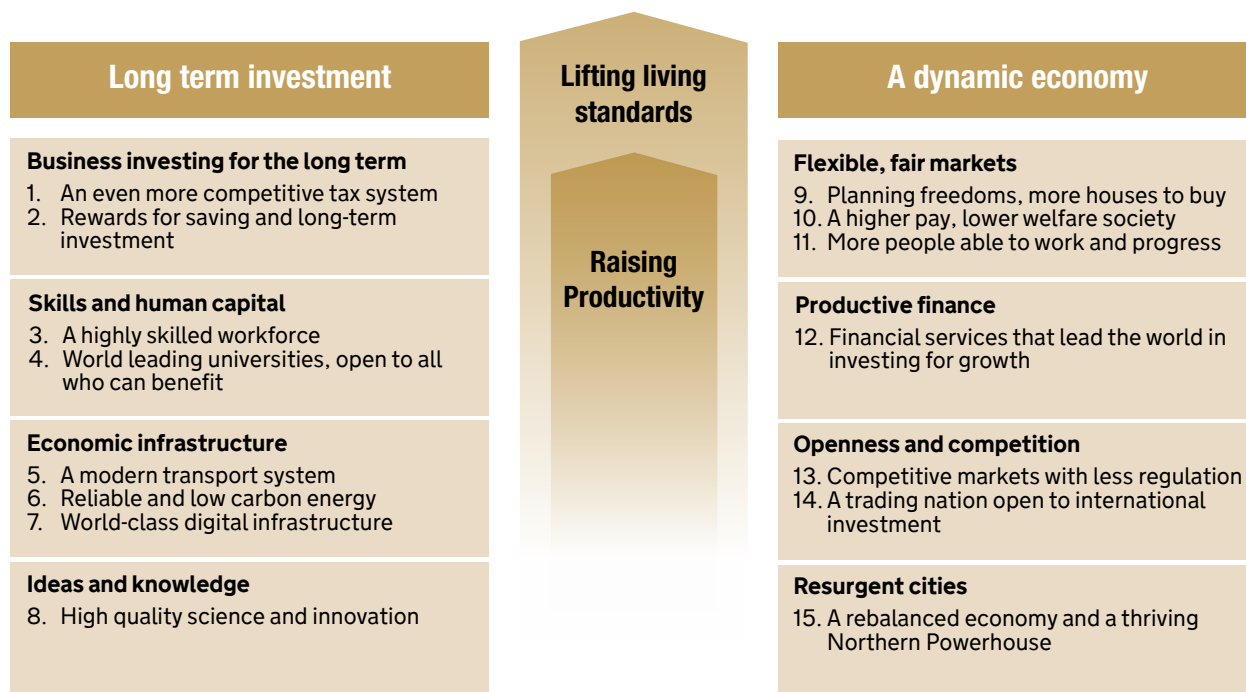 Long term investment
Business investing for the long term
1. An even more competitive tax system
2. Rewards for saving and long-term
investment
Skills and human capital
3. A highly skilled workforce
4. World leading universities, open to all
who can benefit
Economic infrastructure
5. A modern transport system
6. Reliable and low carbon energy
7. World-class digital infrastructure
Ideas and knowledge
8. High quality science and innovation
Lifting living
standards
Raising
Productivity
A dynamic economy
Flexible, fair markets
9. Planning freedoms, more houses to buy
10. A higher pay, lower welfare society
11. More people able to work and progress
Productive finance
12. Financial services that lead the world in
investing for growth
Openness and competition
13. Competitive markets with less regulation
14. A trading nation open to international
investment
Resurgent cities
15. A rebalanced economy and a thriving
Northern Powerhouse